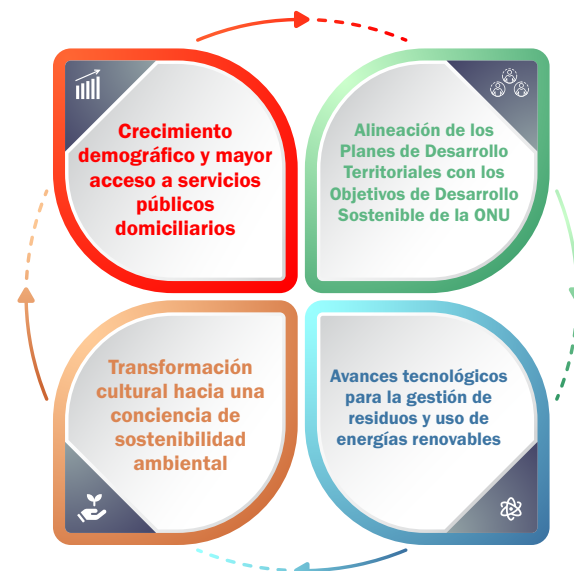 Crecimiento
demográfico y mayor
acceso a servicios
públicos
domiciliarios
Alineación de los
Planes de Desarrollo
Territoriales con los
Objetivos de Desarrollo
Sostenible de la ONU
Transformación
cultural hacia una
conciencia de
sostenibilidad
ambiental
Avances tecnológicos
para la gestión de
residuos y uso de
energías renovables